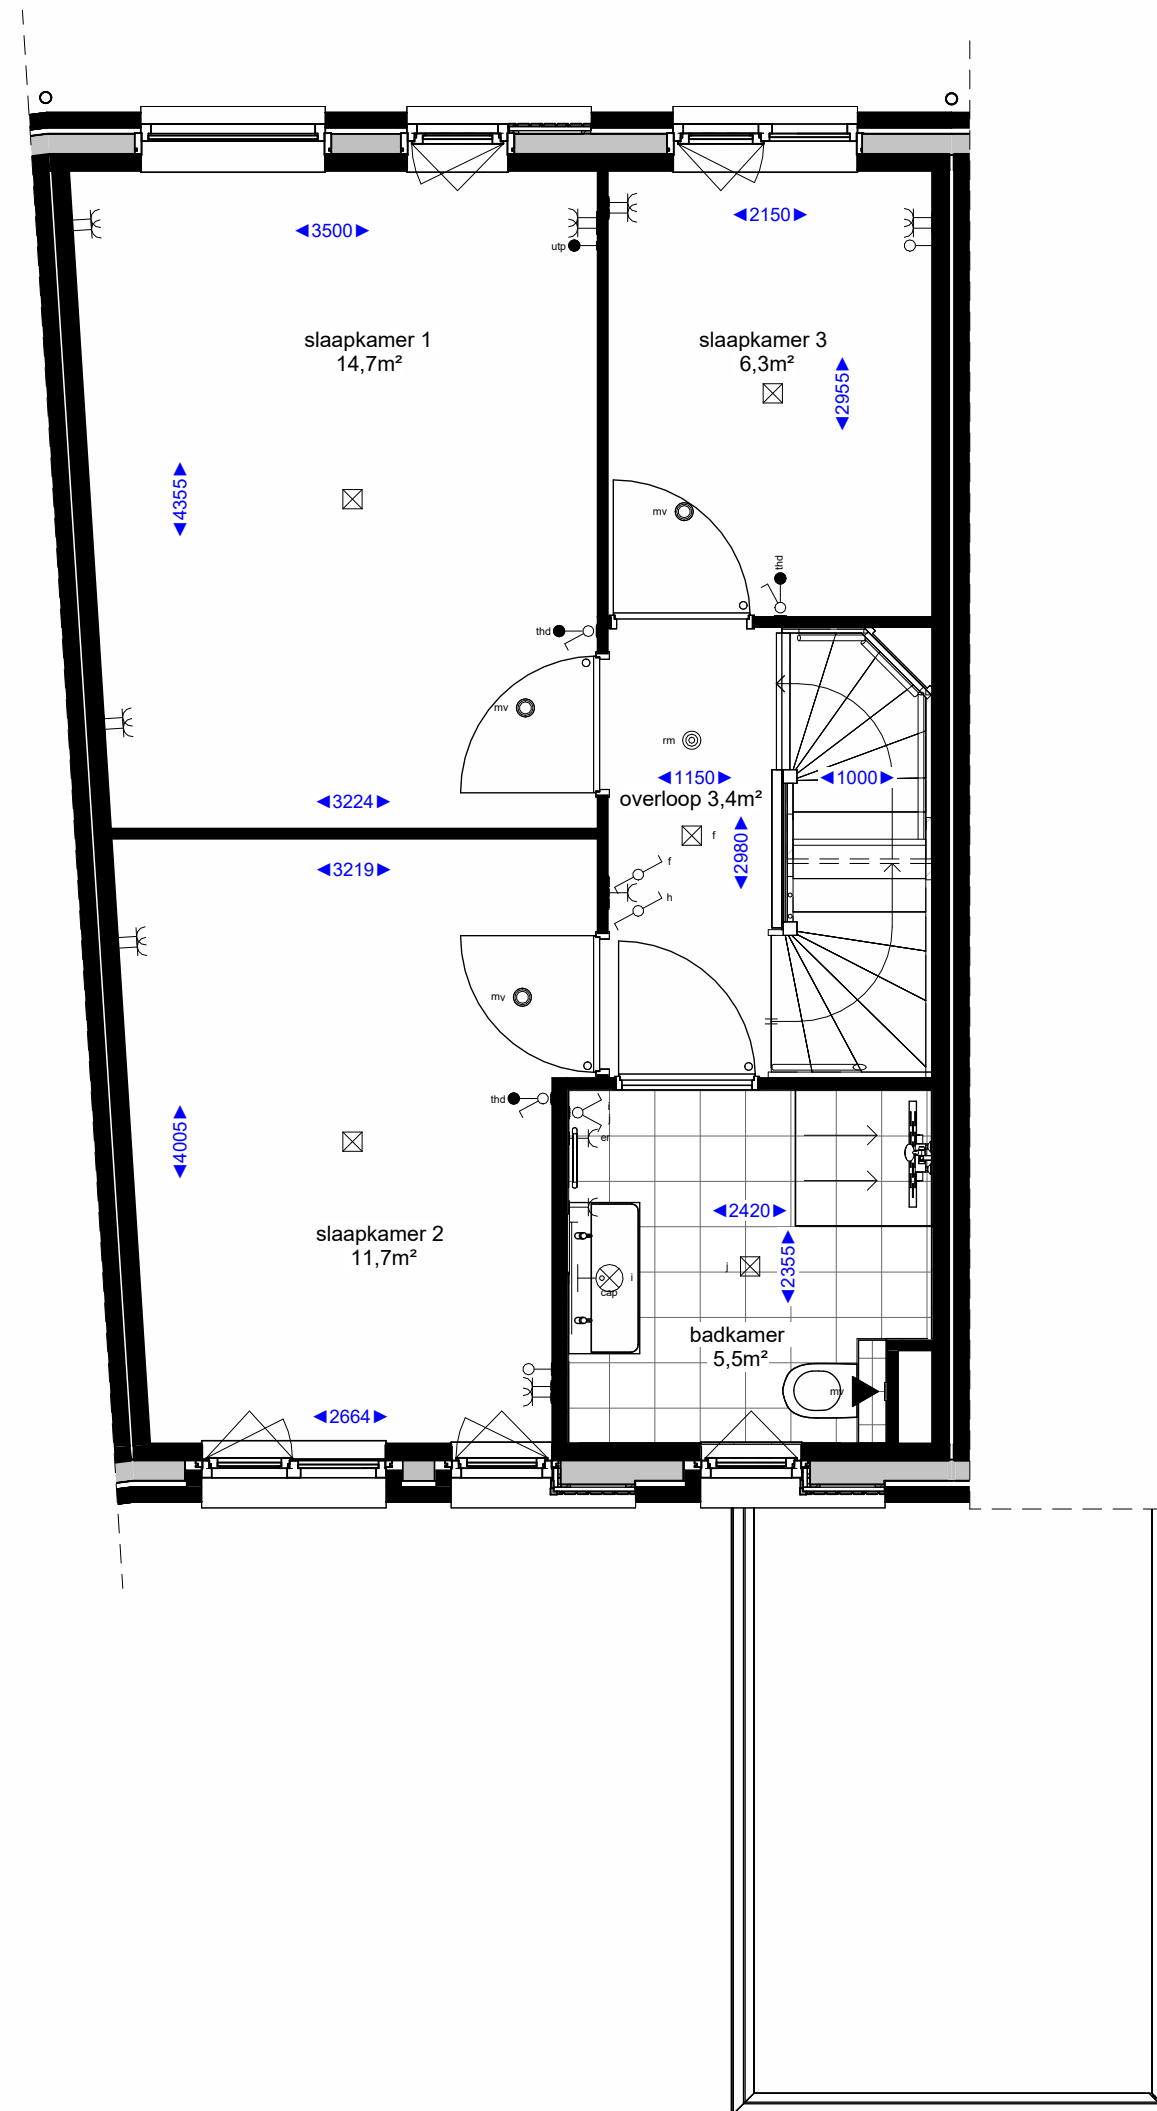 3500
2150
utp
slaapkamer 1
14,7m²
slaapkamer 3
6,3m²
2955
4355
mv
thd
thd
mv
rm
1150
1000
overloop 3,4m²
3224
f
2980
3219
f
h
mv
thd
i
j
er
4005
2420
slaapkamer 2
11,7m²
2355
j
i
cap
badkamer
5,5m²
mv
2664